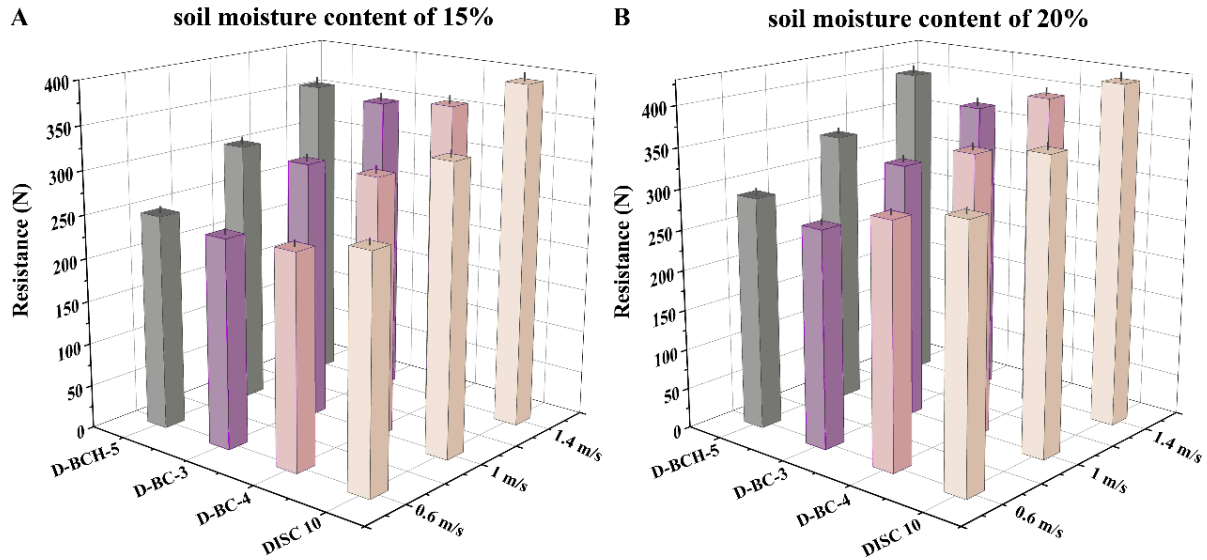 A
soil moisture content of 15%
400
350
300
250
200
150
100
50
0
Resistance (N)
D-BCH-5
D-BC-3
D-BC-4
DISC 10
0.6 m/s
1 m/s
1.4 m/s
B
soil moisture content of 20%
400
350
300
250
200
150
100
50
0
Resistance (N)
D-BCH-5
D-BC-3
D-BC-4
DISC 10
0.6 m/s
1 m/s
1.4 m/s